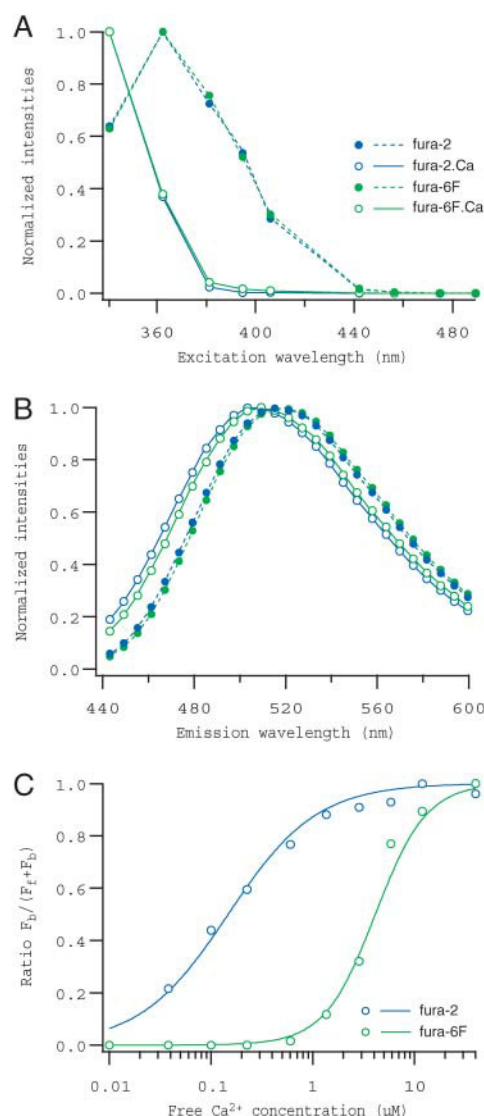 A
Normalized intensities
1.0
0.8
0.6
0.4
0.2
0.0
fura-2
fura-2.Ca
fura-6F
fura-6F.Ca
360 400 440 480
Excitation wavelength (nm)
B
Normalized intensities
1.0
0.8
0.6
0.4
0.2
0.0
440 480 520 560 600
Emission wavelength (nm)
C
Ratio Fb/(Ff+Fb)
1.0
0.8
0.6
0.4
0.2
0.0
fura-2
fura-6F
0.01 0.1 1 10
Free Ca2+ concentration (uM)